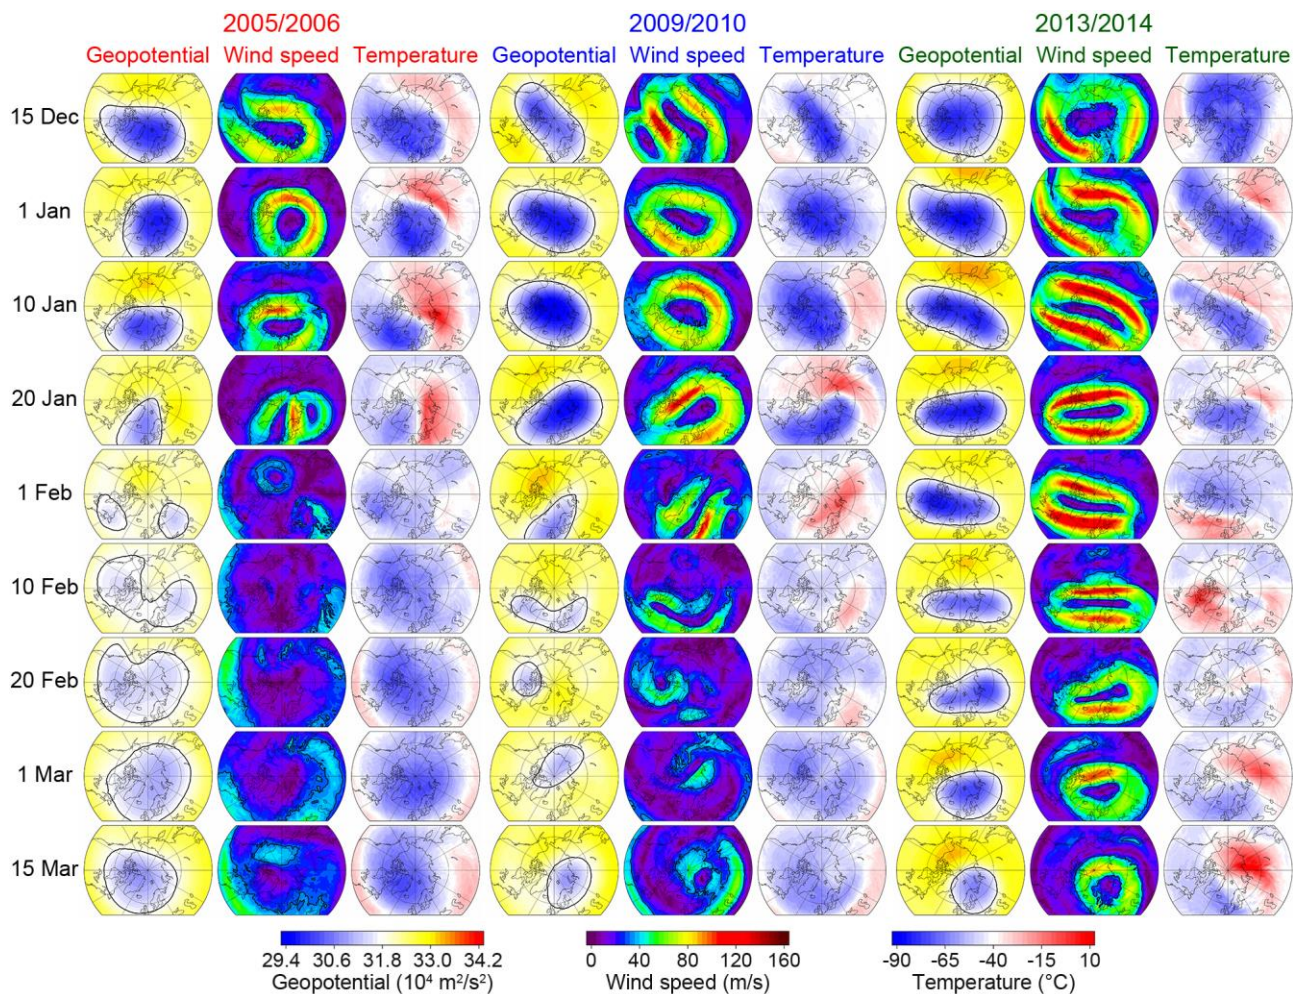 2005/2006 2009/2010 2013/2014
Geopotential Wind speed Temperature Geopotential Wind speed Temperature Geopotential Wind speed Temperature
15 Dec
1 Jan
10 Jan
20 Jan
1 Feb
10 Feb
20 Feb
1 Mar
15 Mar
29.4 30.6 31.8 33.0 34.2 0 40 80 120 160 -90 -65 -40 -15 10
Geopotential (10⁴ m²/s²) Wind speed (m/s) Temperature (°C)